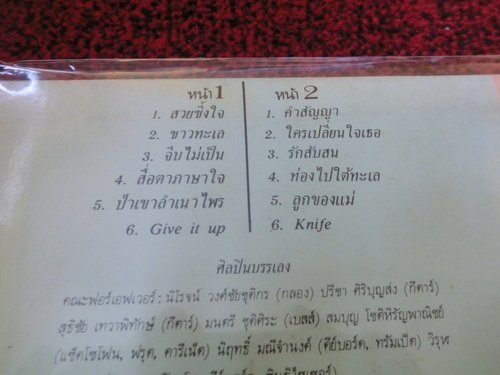 หน้า 1
1. สวยซึ้งใจ
2. ชาวทะเล
3. จีบไม่เป็น
4. สื่อตาภาษาใจ
5. ป่าเขาลำเนาไพร
6. Give it up
หน้า 2
1. คำสัญญา
2. ใครเปลี่ยนใจเธอ
3. รักสับสน
4. ท่องไปใต้ทะเล
5. ลูกของแม่
6. Knife
ศิลปินบรรเลง
คณะฟอร์เอฟเวอร์: นิโรจน์ วงศ์ชัยชุติกร (กลอง) ปรีชา ศิริบุญส่ง (กีตาร์)
สุธิชัย เทวาพิทักษ์ (กีตาร์) มนตรี ชุติศิระ (เบสส์) สมบุญ โชติหิรัญพาณิชย์
(แซ็คโซโฟน, ฟรุต, คารีเน็ต) นิฤทธิ์ มณีจำนงค์ (คีย์บอร์ด, ทรัมเป็ต) วิรุฬ